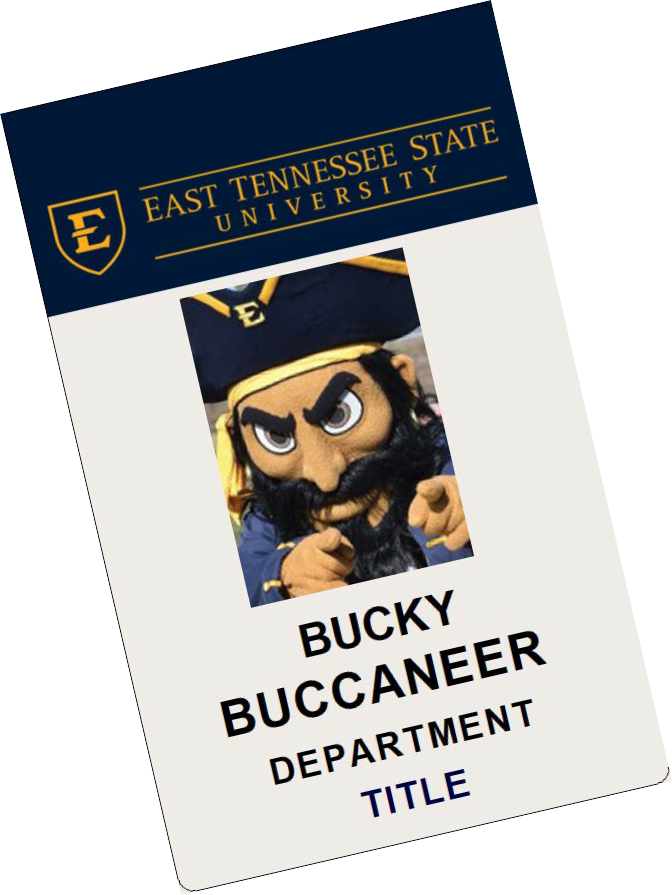 E
EAST TENNESSEE STATE
UNIVERSITY
E
BUCKY
BUCCANEER
DEPARTMENT
TITLE